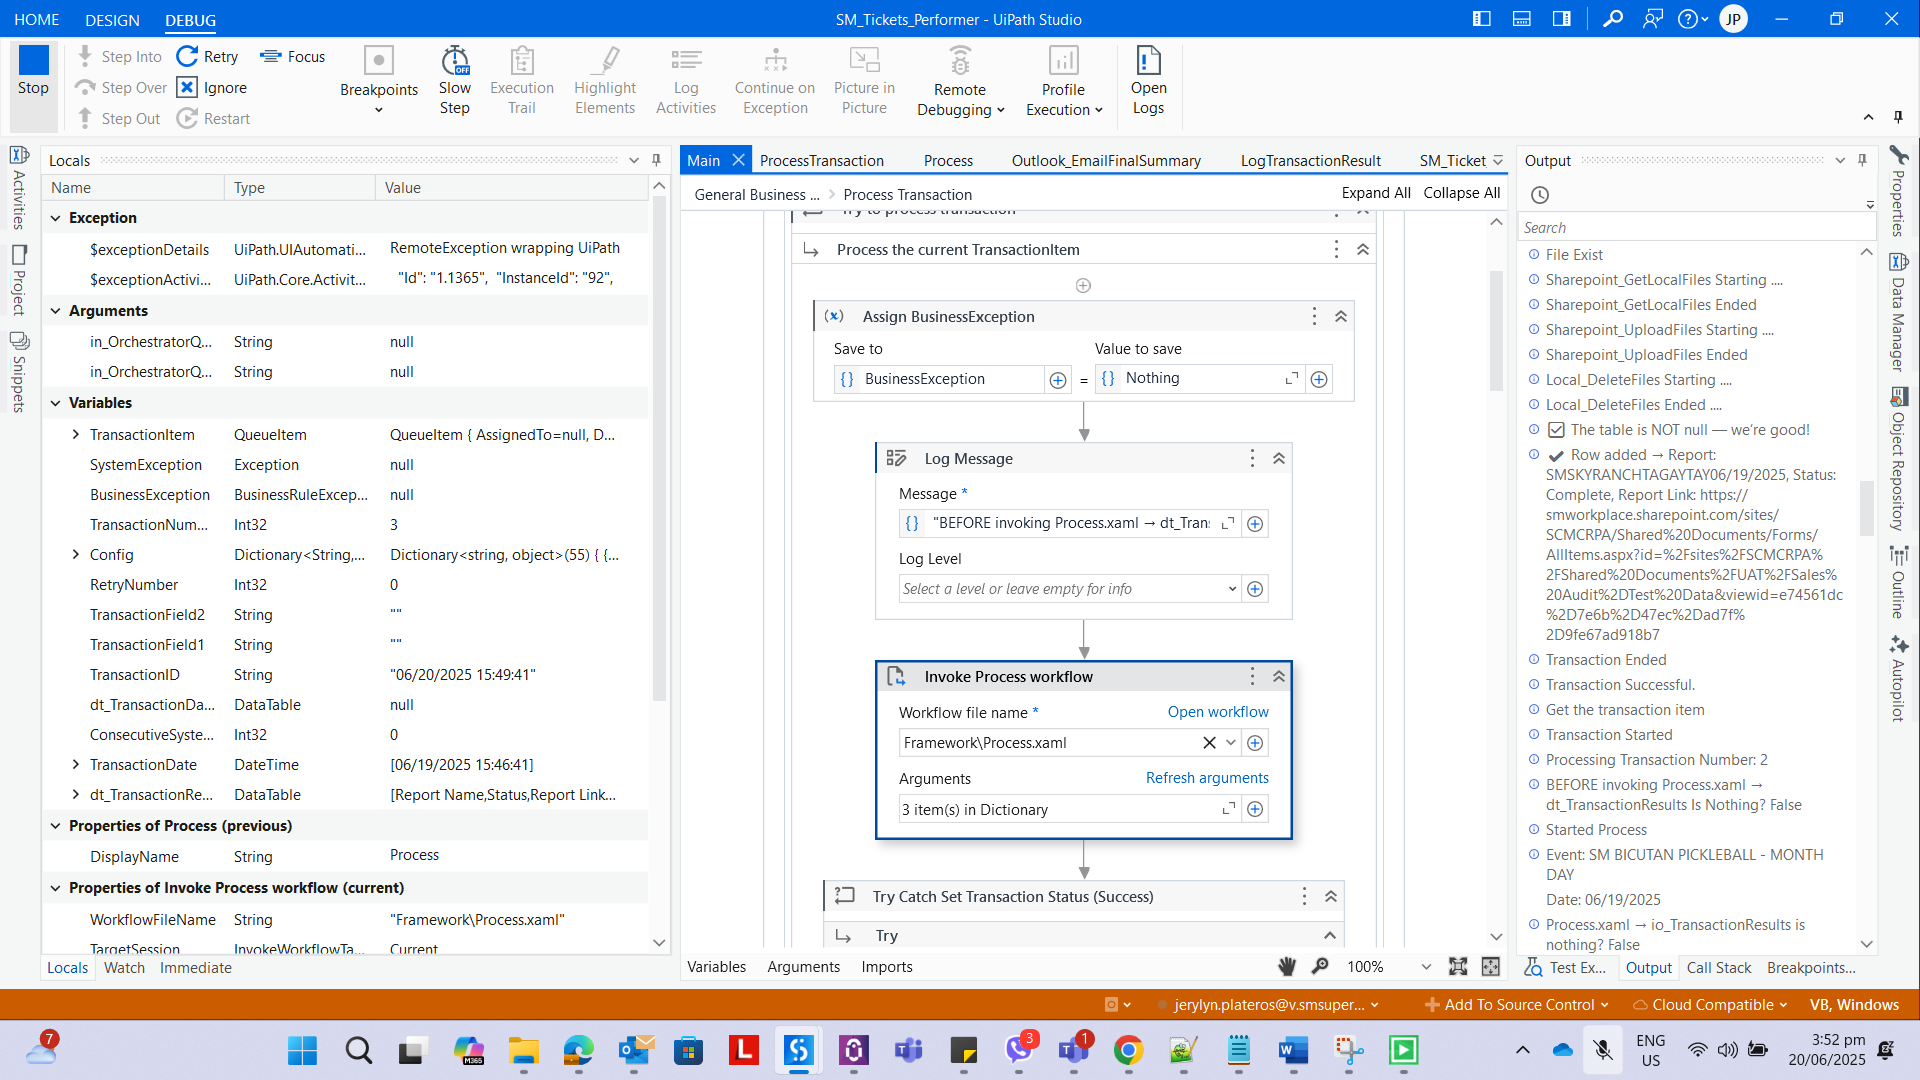 HOME
DESIGN
DEBUG
SM_Tickets_Performer - UiPath Studio
JP
Stop
Step Into
Step Over
Step Out
Retry
Ignore
Restart
Focus
Breakpoints
Slow
Step
OFF
Execution
Trail
Highlight
Elements
Log
Activities
Continue on
Exception
Picture in
Picture
Remote
Debugging
Profile
Execution
Open
Logs
Activities
Project
Snippets
Locals
Name Type Value
Exception
$exceptionDetails UiPath.UIAutomati... RemoteException wrapping UiPath
$exceptionActivi... UiPath.Core.Activit... "Id": "1.1365", "InstanceId": "92",
Arguments
in_OrchestratorQ... String null
in_OrchestratorQ... String null
Variables
TransactionItem QueueItem QueueItem { AssignedTo=null, D...
SystemException Exception null
BusinessException BusinessRuleExcep... null
TransactionNum... Int32 3
Config Dictionary<String,... Dictionary<string, object>(55) { {...
RetryNumber Int32 0
TransactionField2 String ""
TransactionField1 String ""
TransactionID String "06/20/2025 15:49:41"
dt_TransactionDa... DataTable null
ConsecutiveSyste... Int32 0
TransactionDate DateTime [06/19/2025 15:46:41]
dt_TransactionRe... DataTable [Report Name,Status,Report Link...
Properties of Process (previous)
DisplayName String Process
Properties of Invoke Process workflow (current)
WorkflowFileName String "Framework\Process.xaml"
TargetSession InvokeWorkflowTa... Current
Locals Watch Immediate
Main ProcessTransaction Process Outlook_EmailFinalSummary LogTransactionResult SM_Ticket
General Business ... Process Transaction
Expand All Collapse All
Try to process transaction
Process the current TransactionItem
(x) Assign BusinessException
Save to Value to save
{} BusinessException = {} Nothing
Log Message
Message *
{} "BEFORE invoking Process.xaml → dt_Trans
Log Level
Select a level or leave empty for info
Invoke Process workflow
Workflow file name * Open workflow
Framework\Process.xaml
Arguments Refresh arguments
3 item(s) in Dictionary
Try Catch Set Transaction Status (Success)
Try
Variables Arguments Imports
100%
Output
Search
File Exist
Sharepoint_GetLocalFiles Starting ....
Sharepoint_GetLocalFiles Ended
Sharepoint_UploadFiles Starting ....
Sharepoint_UploadFiles Ended
Local_DeleteFiles Starting ....
Local_DeleteFiles Ended ....
☑ The table is NOT null — we're good!
✔ Row added → Report:
SMSKYRANCHTAGAYTAY06/19/2025, Status:
Complete, Report Link: https://
smworkplace.sharepoint.com/sites/
SCMCRPA/Shared%20Documents/Forms/
AllItems.aspx?id=%2Fsites%2FSCMCRPA%
2FShared%20Documents%2FUAT%2FSales%
20Audit%2DTest%20Data&viewid=e74561dc
%2D7e6b%2D47ec%2Dad7f%
2D9fe67ad918b7
Transaction Ended
Transaction Successful.
Get the transaction item
Transaction Started
Processing Transaction Number: 2
BEFORE invoking Process.xaml →
dt_TransactionResults Is Nothing? False
Started Process
Event: SM BICUTAN PICKLEBALL - MONTH
DAY
Date: 06/19/2025
Process.xaml → io_TransactionResults is
nothing? False
Test Ex... Output Call Stack Breakpoints...
Properties
Data Manager
Object Repository
Outline
Autopilot
jerylyn.plateros@v.smsuper...
Add To Source Control
Cloud Compatible
VB, Windows
7
M365
L
3
1
W
ENG
US
3:52 pm
20/06/2025